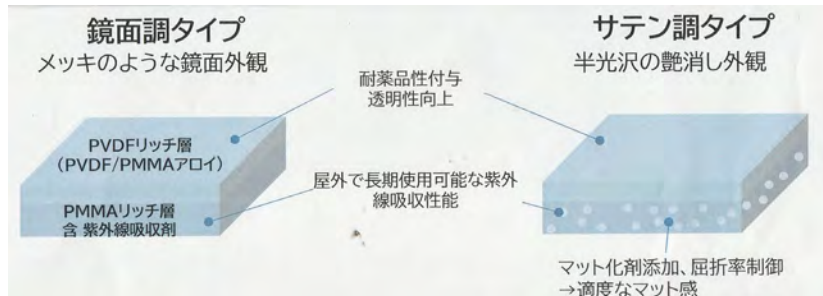 鏡面調タイプ
メッキのような鏡面外観
サテン調タイプ
半光沢の艶消し外観
耐薬品性付与
透明性向上
PVDFリッチ層
(PVDF/PMMAアロイ)
屋外で長期使用可能な紫外
線吸収性能
PMMAリッチ層
含 紫外線吸収剤
マット化剤添加、屈折率制御
→適度なマット感